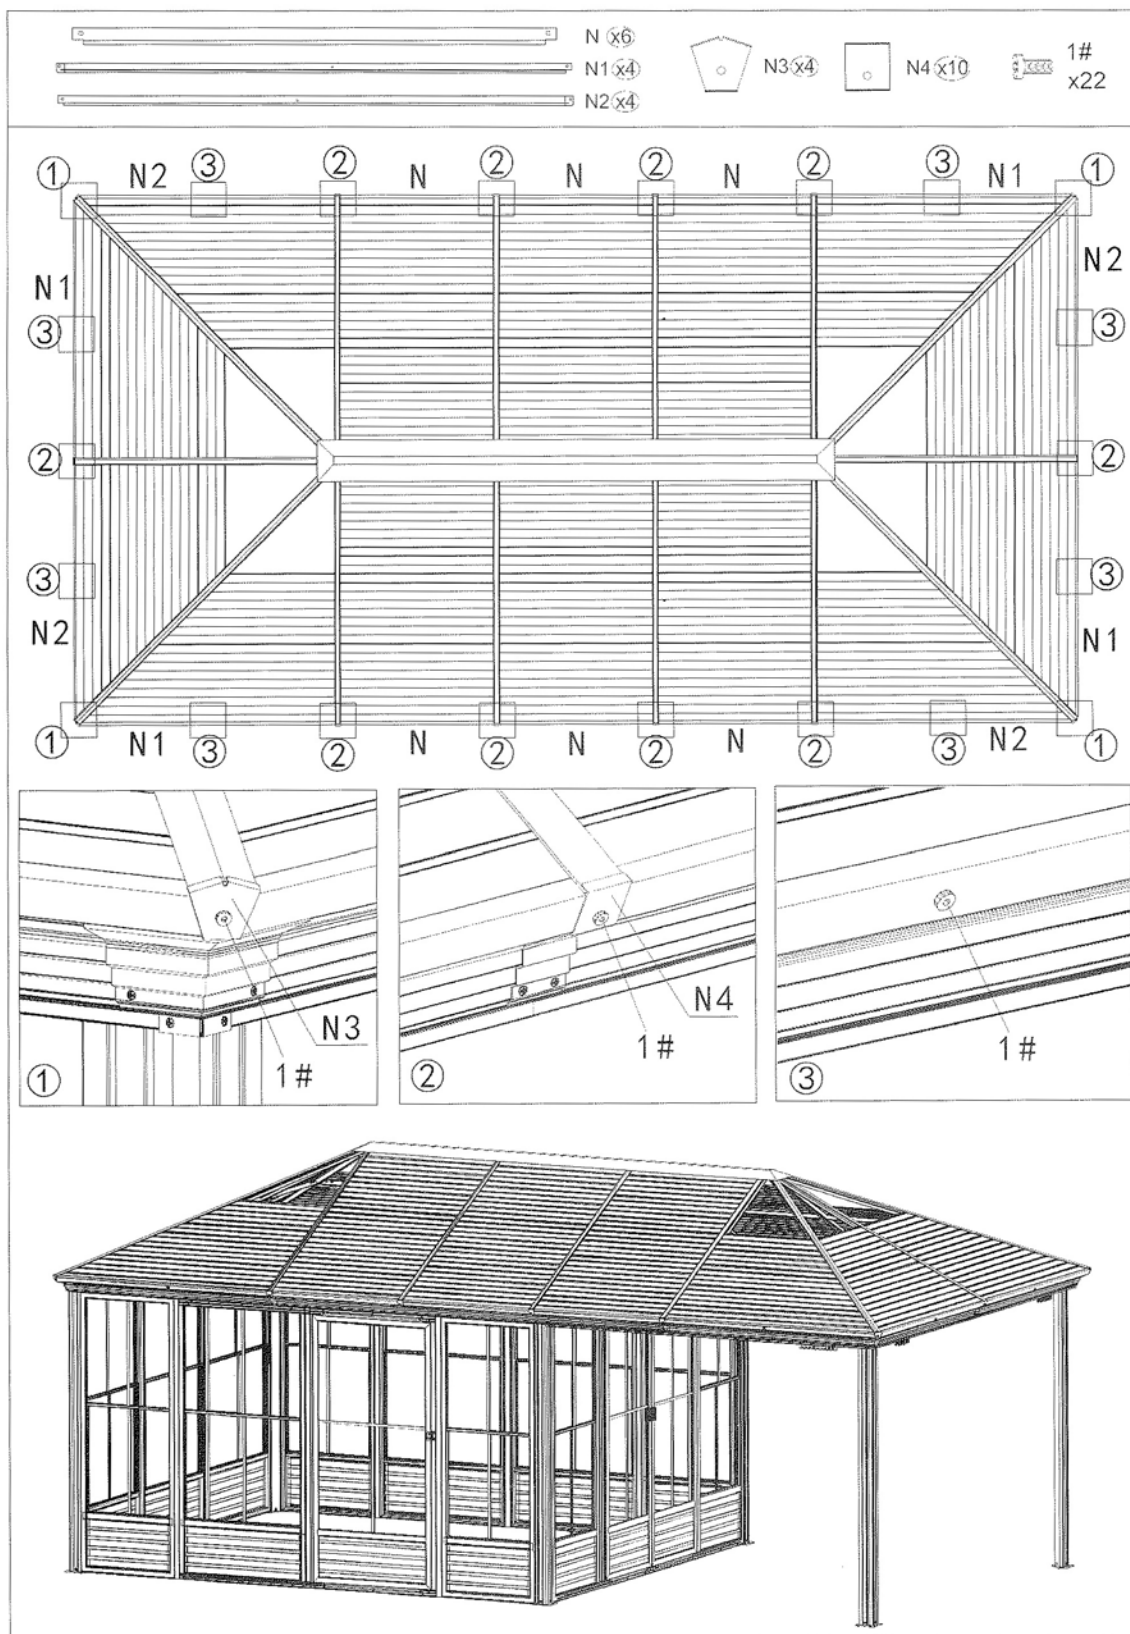 N x6
N1 x4
N2 x4
N3 x4
N4 x10
1#
x22
① N2 ③ ② N ② N ② N ② ③ N1 ①
N1 N2
③ ③
② ②
③ ③
N2 N1
① N1 ③ ② N ② N ② N ② ③ N2 ①
N3
1#
①
N4
1#
②
1#
③